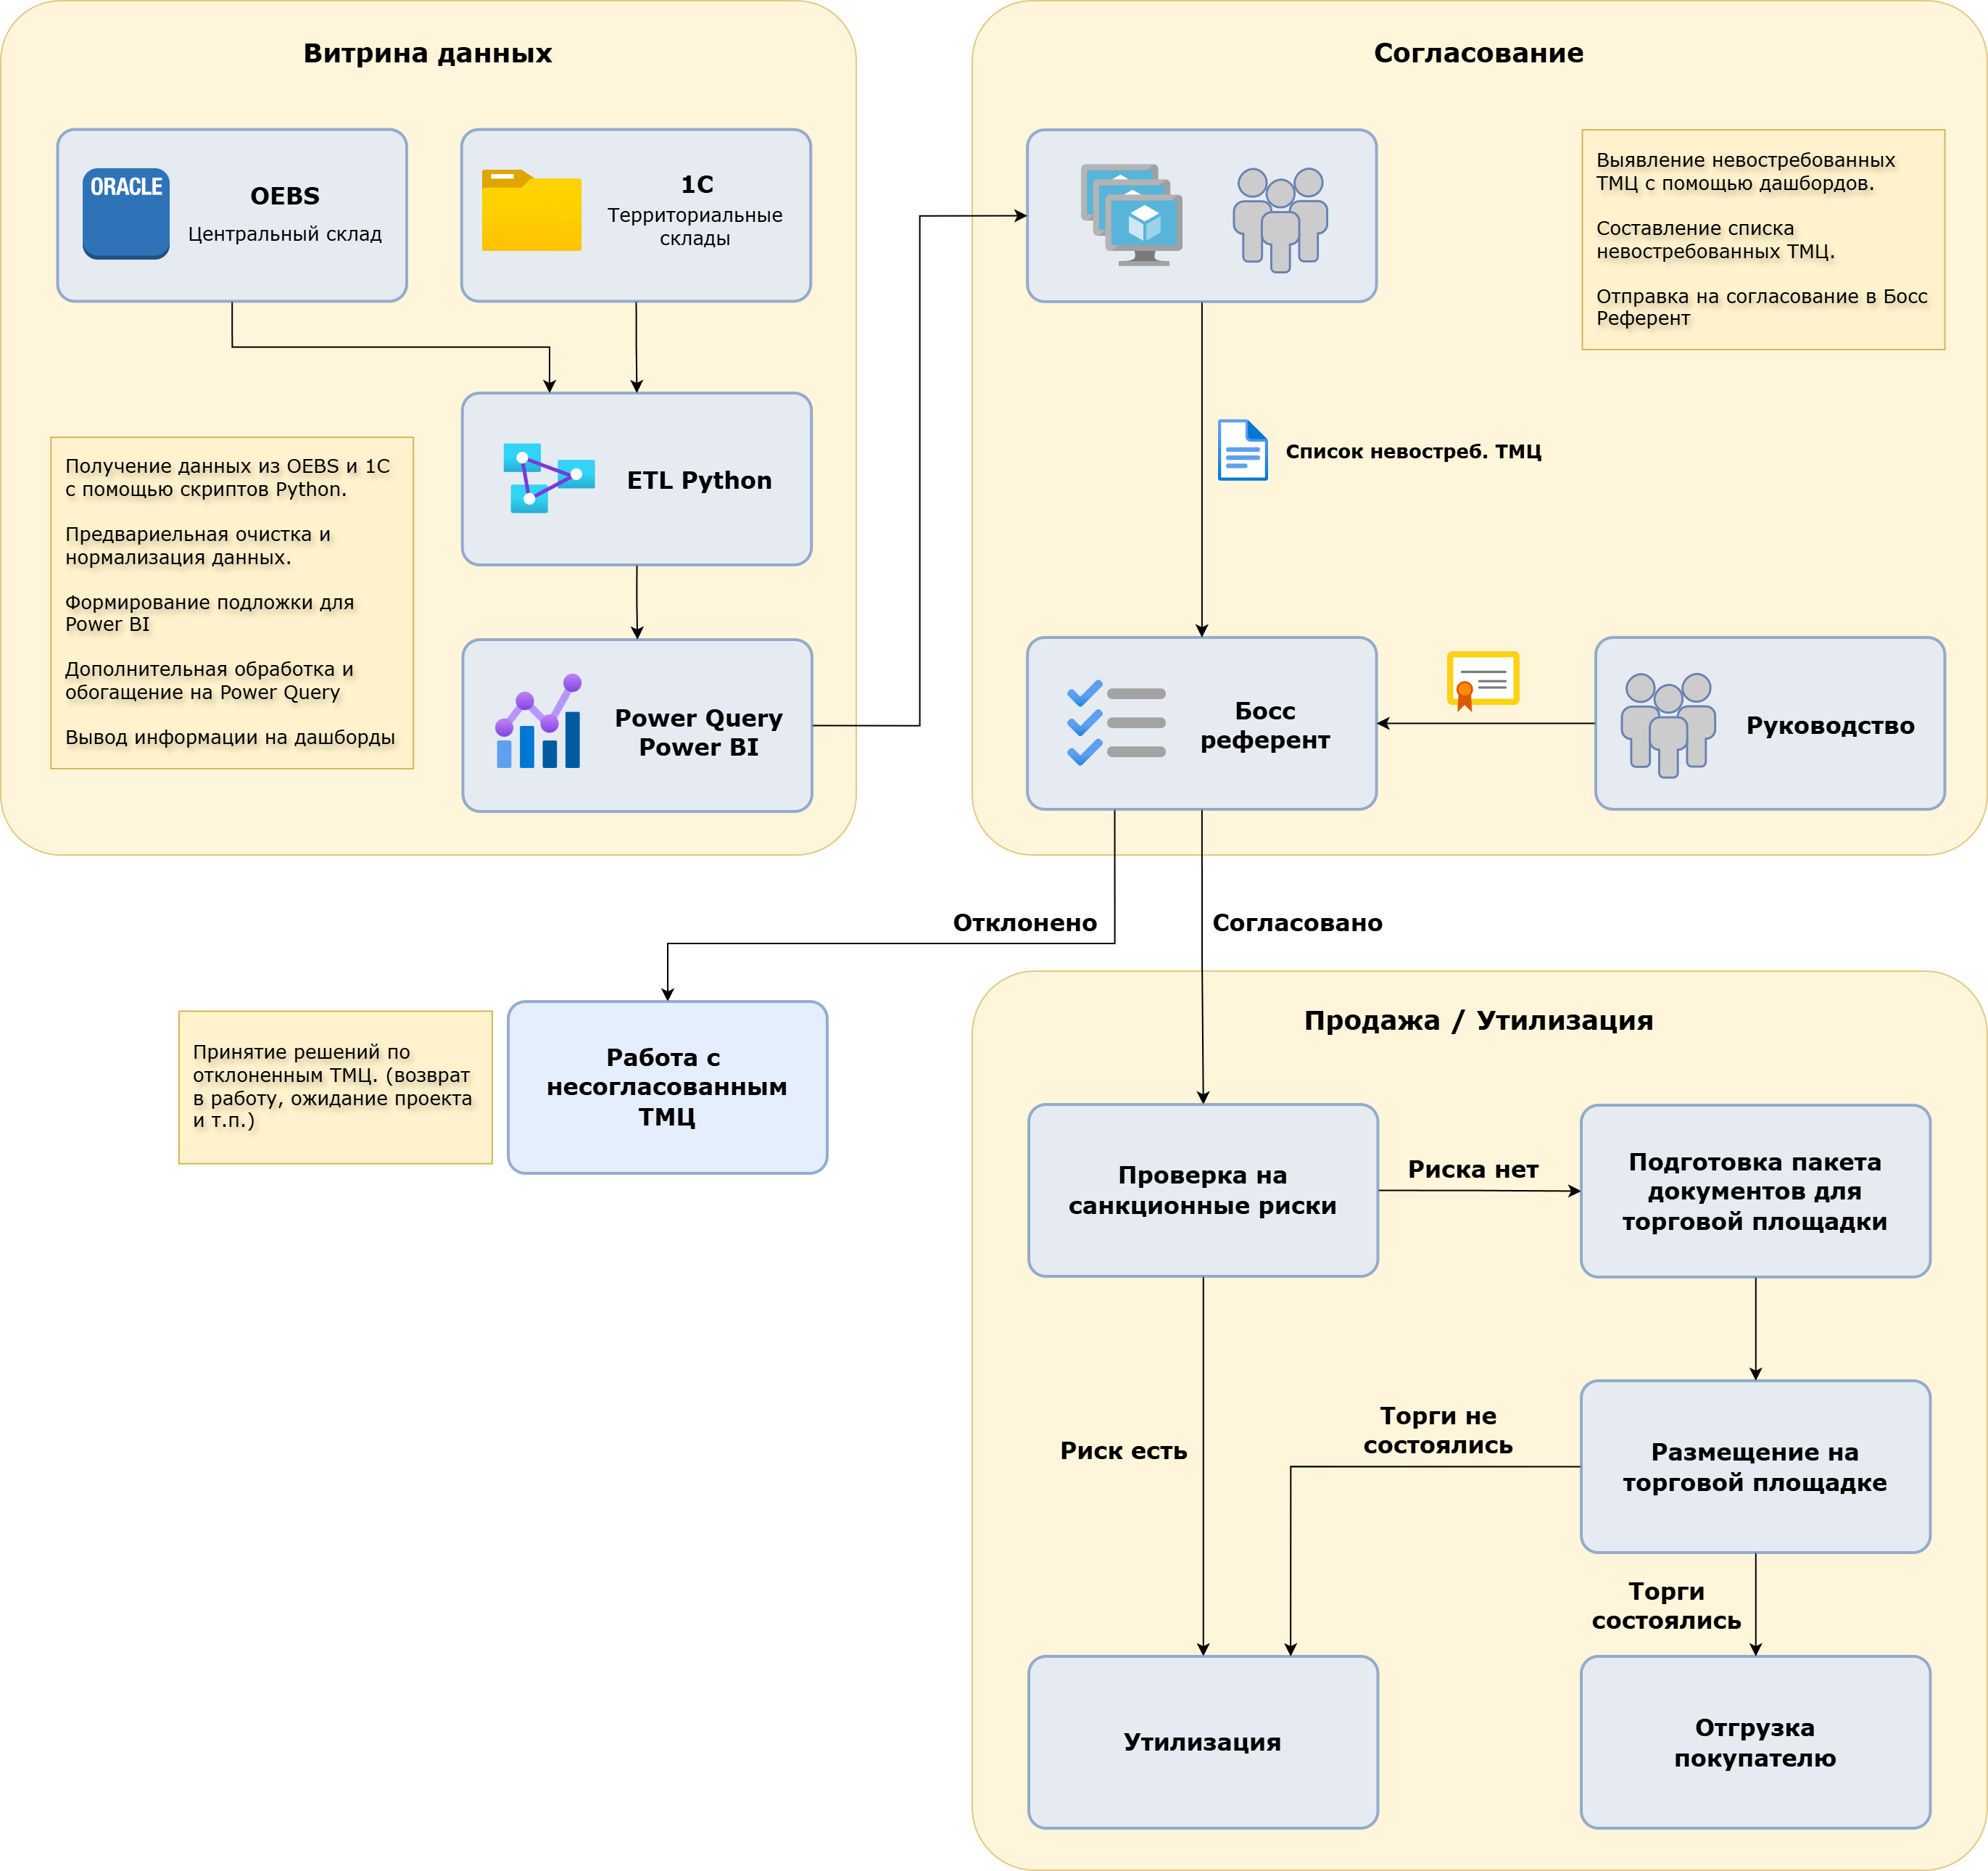 Витрина данных
ORACLE
OEBS
Центральный склад
1С
Территориальные
склады
Получение данных из OEBS и 1С
с помощью скриптов Python.
Предвариельная очистка и
нормализация данных.
Формирование подложки для
Power BI
Дополнительная обработка и
обогащение на Power Query
Вывод информации на дашборды
ETL Python
Power Query
Power BI
Согласование
Выявление невостребованных
ТМЦ с помощью дашбордов.
Составление списка
невостребованных ТМЦ.
Отправка на согласование в Босс
Референт
Список невостреб. ТМЦ
Босс
референт
Руководство
Отклонено
Согласовано
Принятие решений по
отклоненным ТМЦ. (возврат
в работу, ожидание проекта
и т.п.)
Работа с
несогласованным
ТМЦ
Продажа / Утилизация
Проверка на
санкционные риски
Риска нет
Подготовка пакета
документов для
торговой площадки
Риск есть
Торги не
состоялись
Размещение на
торговой площадке
Торги
состоялись
Утилизация
Отгрузка
покупателю